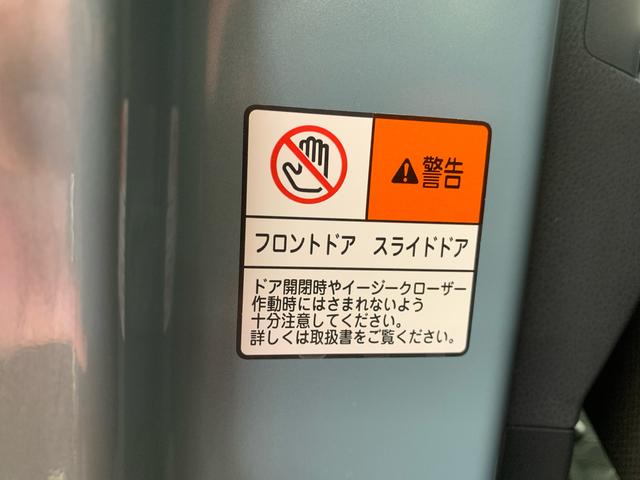 警告
フロントドア スライドドア
ドア開閉時やイージークローザー
作動時にはさまれないよう
十分注意してください。
詳しくは取扱書をご覧ください。